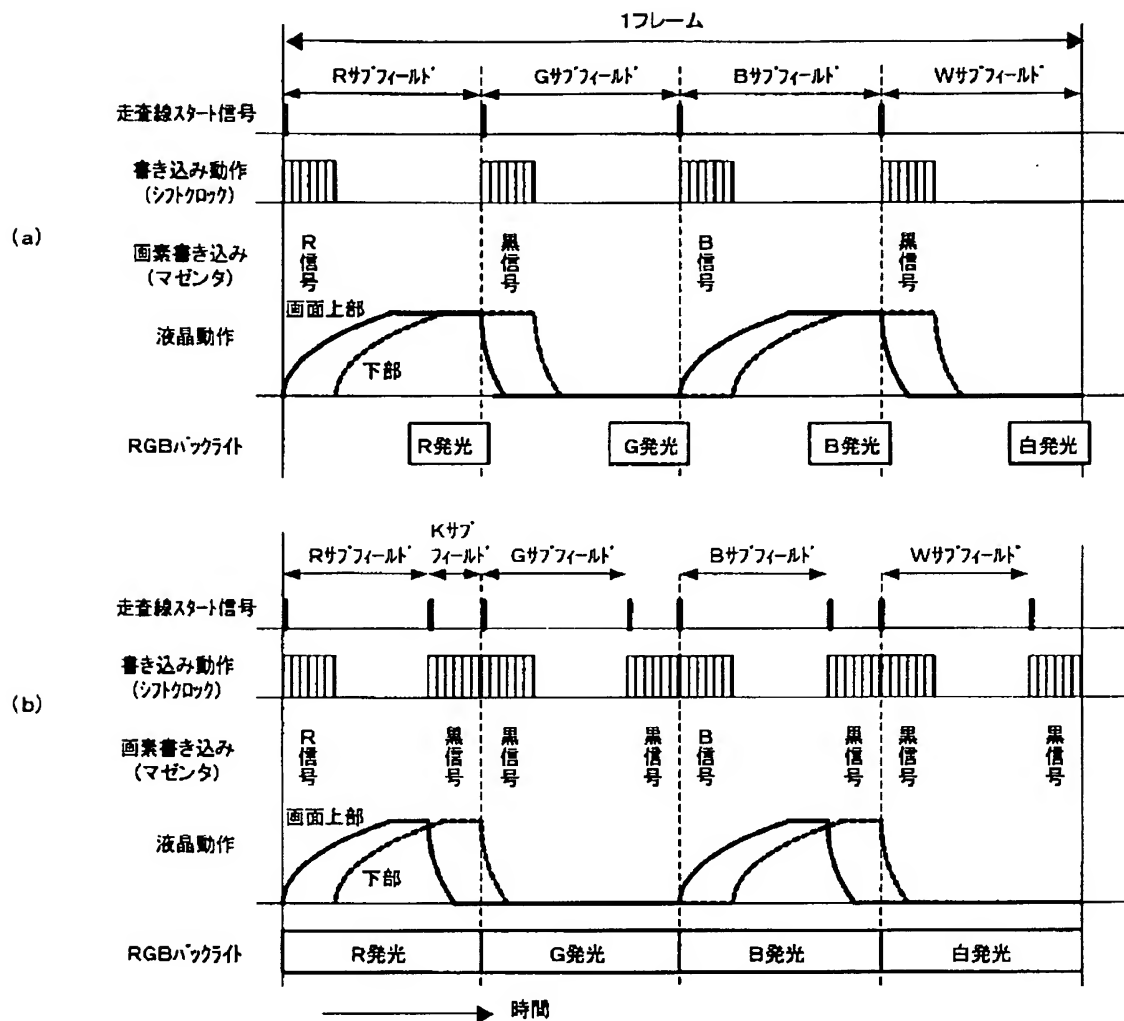 1フレーム
Rサブフィールド Gサブフィールド Bサブフィールド Wサブフィールド
走査線スタート信号
書き込み動作
(シフトクロック)
(a)
画素書き込み
(マゼンタ)
R信号 黒信号 B信号 黒信号
画面上部
液晶動作
下部
RGBバックライト
R発光 G発光 B発光 白発光
Kサブ
フィールド
Rサブフィールド Gサブフィールド Bサブフィールド Wサブフィールド
走査線スタート信号
書き込み動作
(シフトクロック)
(b)
画素書き込み
(マゼンタ)
R信号 黒信号 黒信号 黒信号 B信号 黒信号 黒信号 黒信号
画面上部
液晶動作
下部
RGBバックライト
R発光 G発光 B発光 白発光
時間